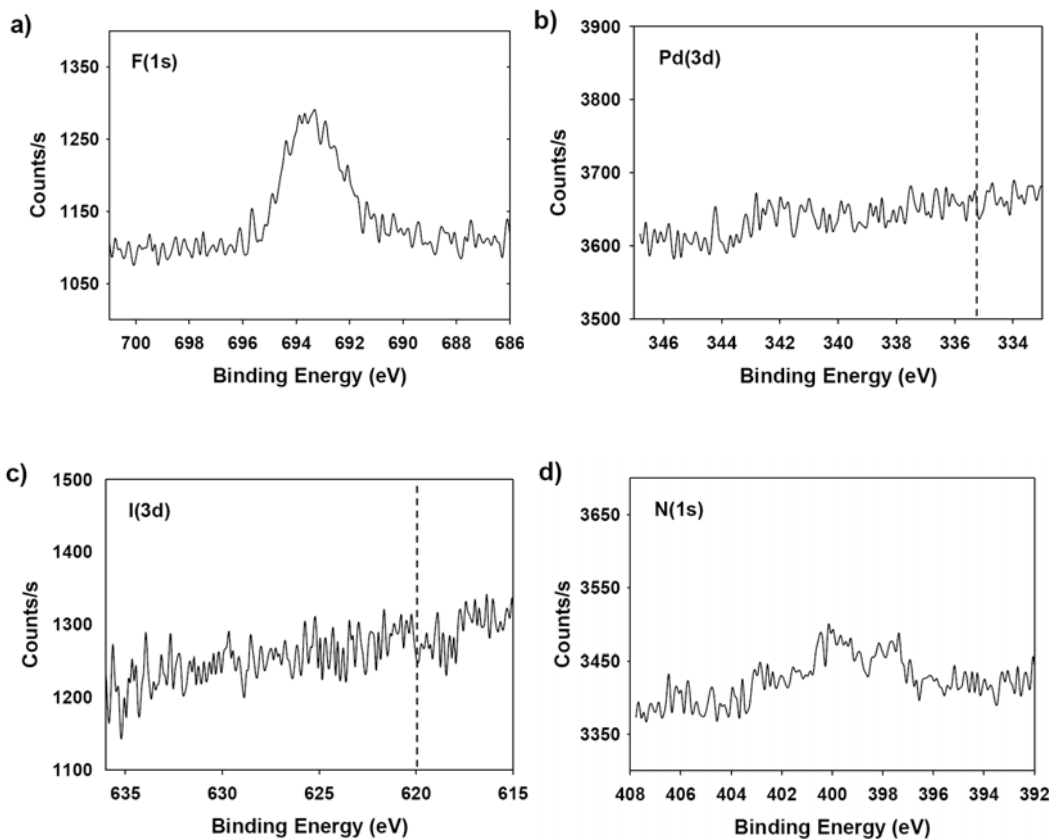 a)
F(1s)
1350
1250
1150
1050
Counts/s
700 698 696 694 692 690 688 686
Binding Energy (eV)
b)
Pd(3d)
3900
3800
3700
3600
3500
Counts/s
346 344 342 340 338 336 334
Binding Energy (eV)
c)
I(3d)
1500
1400
1300
1200
1100
Counts/s
635 630 625 620 615
Binding Energy (eV)
d)
N(1s)
3650
3550
3450
3350
Counts/s
408 406 404 402 400 398 396 394 392
Binding Energy (eV)